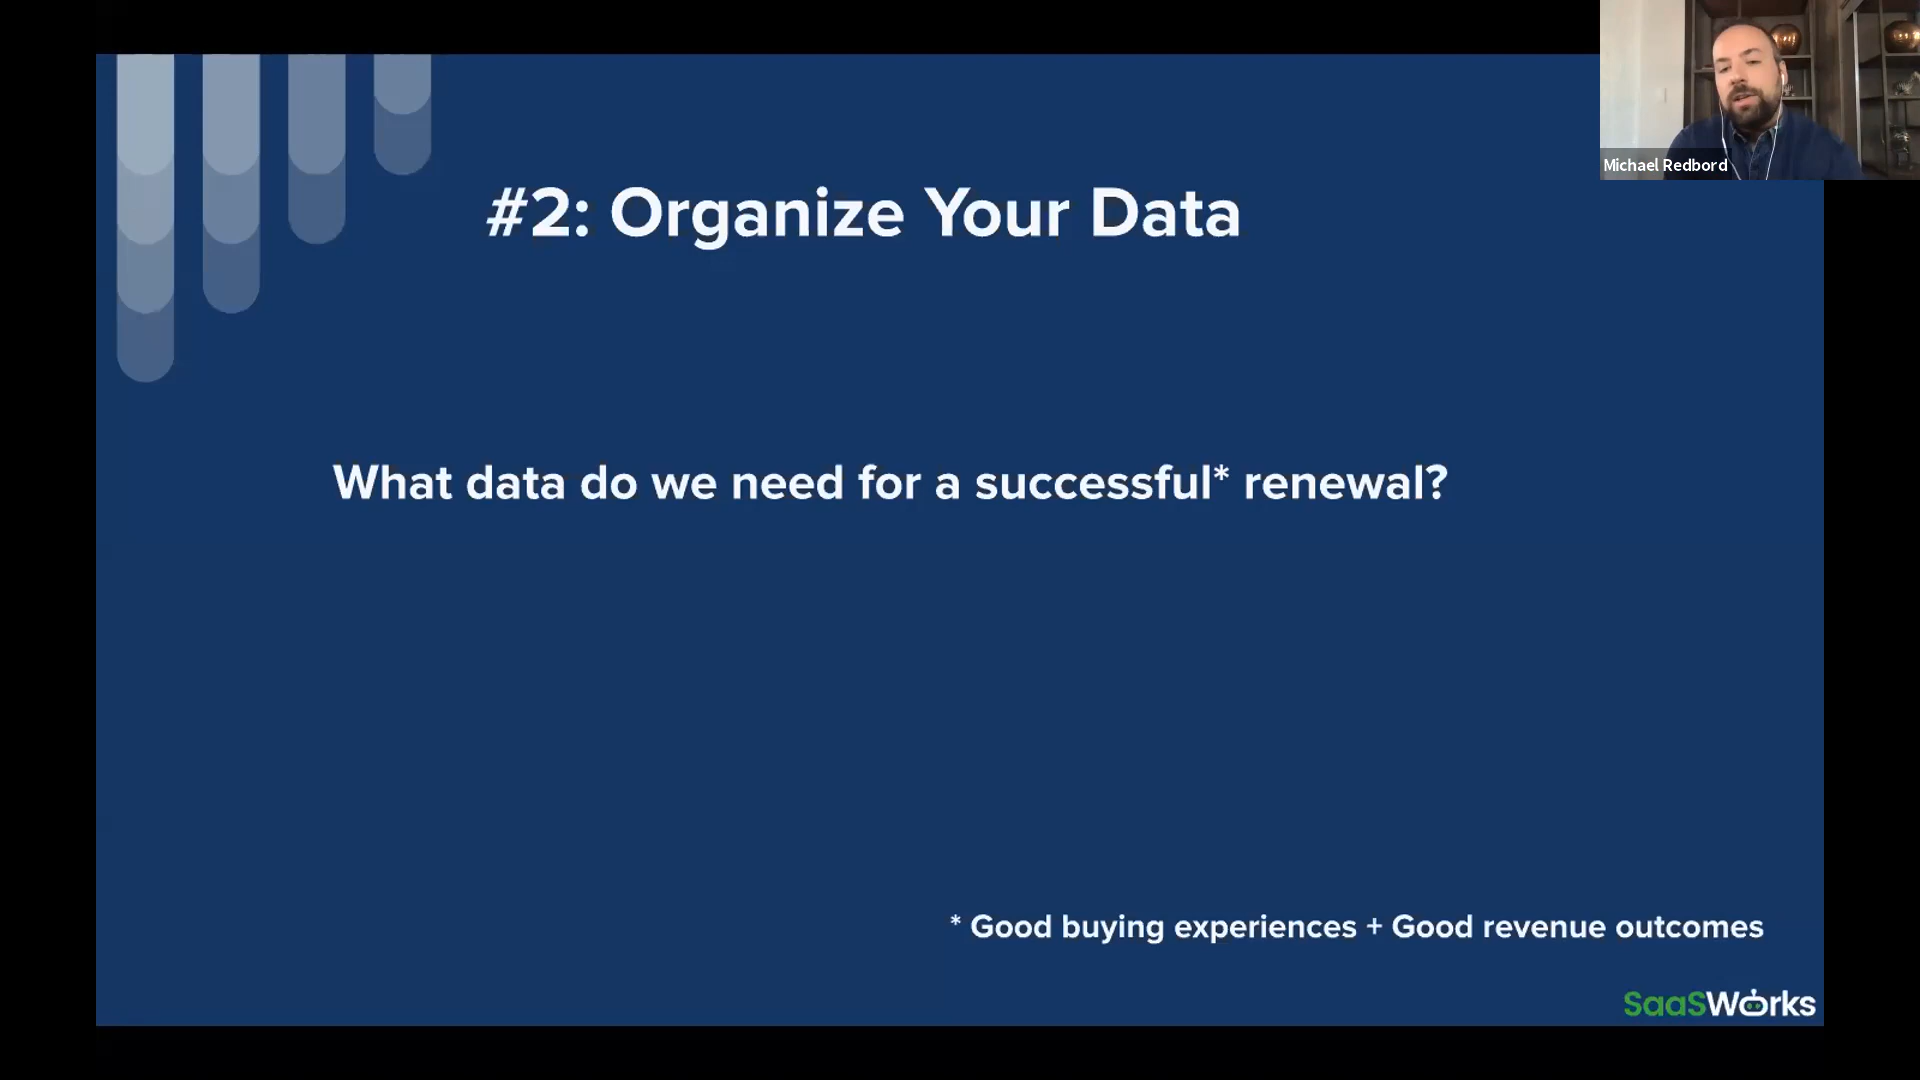 Michael Redbord
#2: Organize Your Data
What data do we need for a successful* renewal?
* Good buying experiences + Good revenue outcomes
SaaSWorks